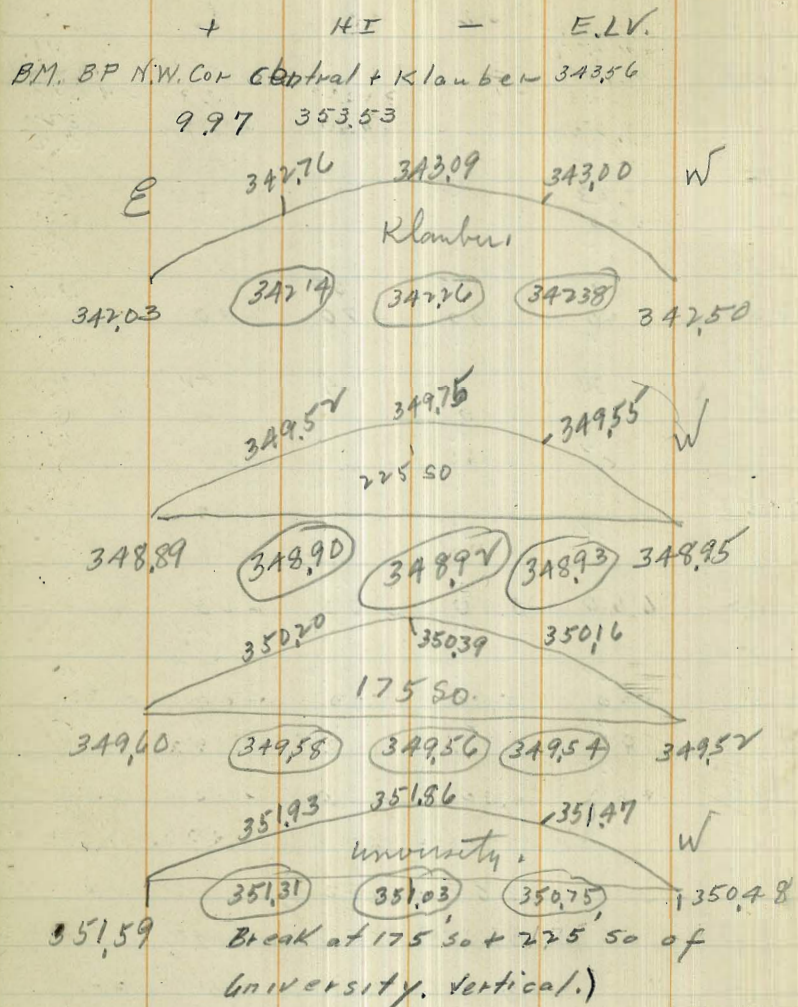 + HI - E.LV.
B.M. BP N.W. Cor Central + Klauber 343.56
9.97 353.53
E 342.76 343.09 343.00 W
Klauber.
342.03 342.14 342.26 342.38 342.50
349.52 349.75 349.55 W
225 SO
348.89 348.90 348.92 348.93 348.95
350.20 350.39 350.16
175 SO.
349.60 349.58 349.56 349.54 349.52
351.93 351.86 351.47 W
University.
351.59 351.31 351.03 350.75 350.48
Break at 175' So + 225' So of
University. Vertical.)